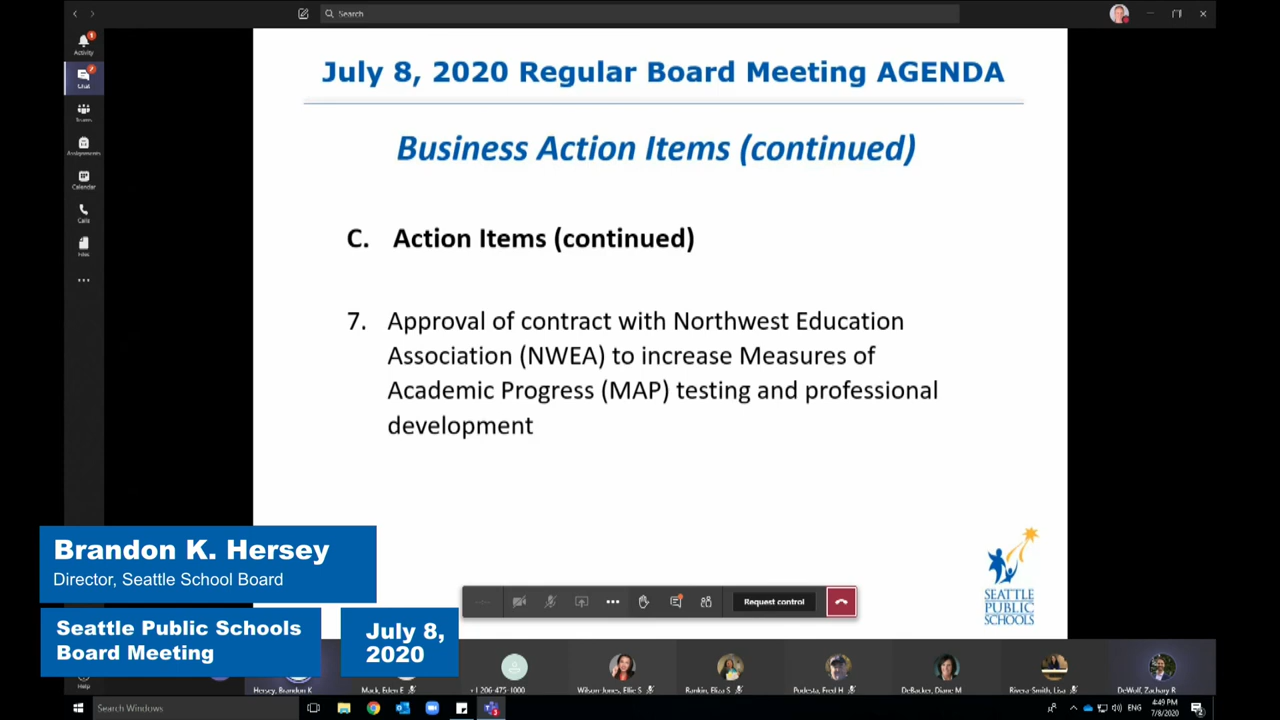 Search
Activity
Chat
Teams
Assignments
Calendar
Calls
Files
July 8, 2020 Regular Board Meeting AGENDA
Business Action Items (continued)
C. Action Items (continued)
7. Approval of contract with Northwest Education
Association (NWEA) to increase Measures of
Academic Progress (MAP) testing and professional
development
SEATTLE
PUBLIC
SCHOOLS
Brandon K. Hersey
Director, Seattle School Board
Seattle Public Schools
Board Meeting
July 8,
2020
Request control
Help
Hersey, Brandon K
Mack, Eden E
+1 206-475-1000
Wilson-Jones, Ellie S
Rankin, Eliza S
Podesta, Fred H
DeBacker, Diane M
Rivera-Smith, Lisa
DeWolf, Zachary R
Search Windows
ENG
4:49 PM
7/8/2020